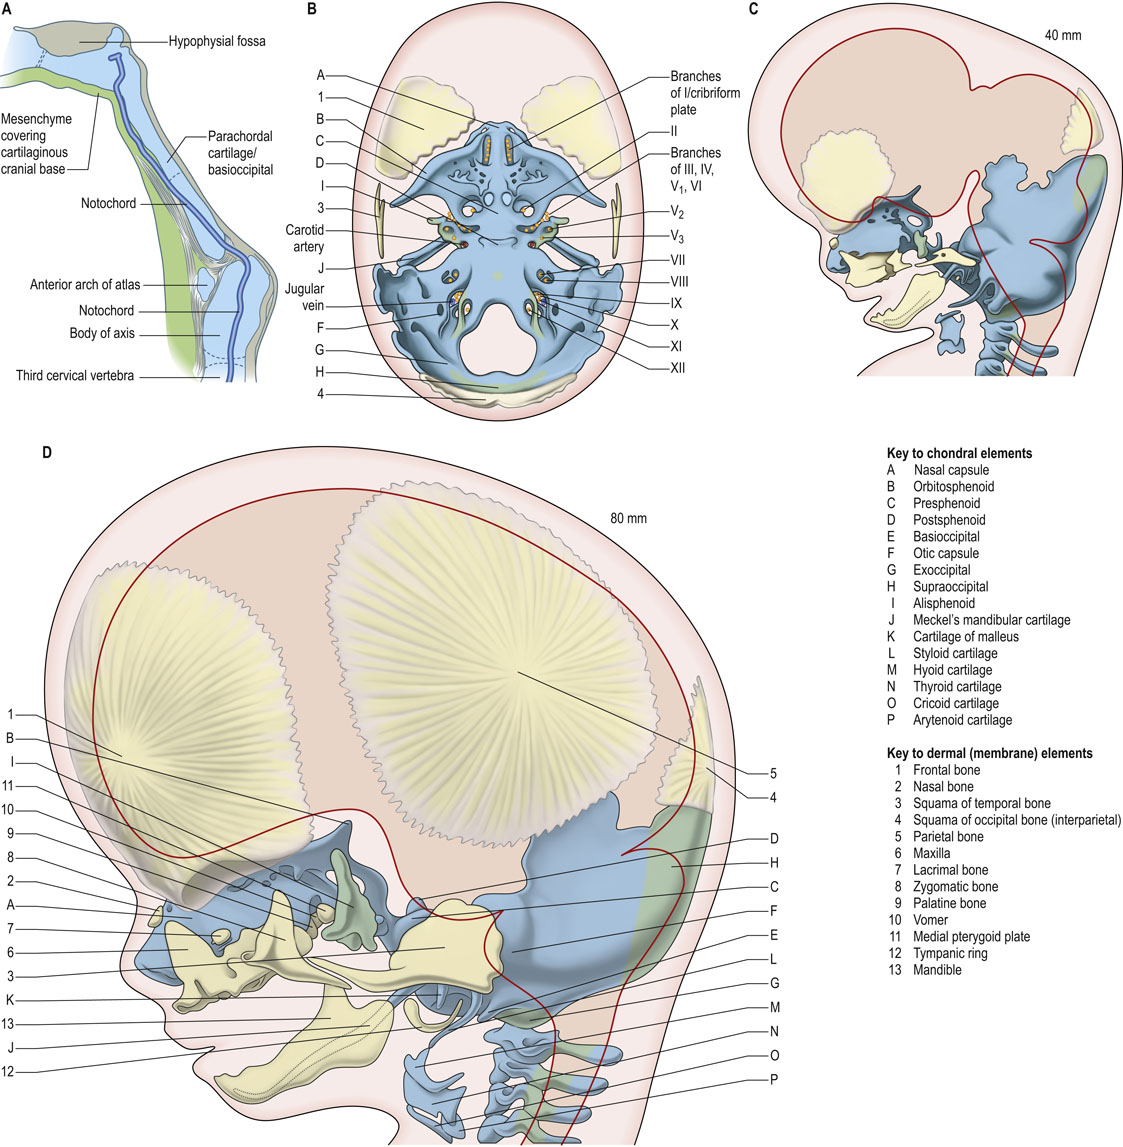 A
Hypophysial fossa
Mesenchyme
covering
cartilaginous
cranial base
Parachordal
cartilage/
basioccipital
Notochord
Anterior arch of atlas
Notochord
Body of axis
Third cervical vertebra
B
A
1
B
C
D
I
3
Carotid
artery
J
Jugular
vein
F
G
H
4
Branches
of I/cribriform
plate
II
Branches
of III, IV,
V1, VI
V2
V3
VII
VIII
IX
X
XI
XII
C
40 mm
D
80 mm
1
B
I
11
10
9
8
2
A
7
6
3
K
13
J
12
5
4
D
H
C
F
E
L
G
M
N
O
P
Key to chondral elements
A Nasal capsule
B Orbitosphenoid
C Presphenoid
D Postsphenoid
E Basioccipital
F Otic capsule
G Exoccipital
H Supraoccipital
I Alisphenoid
J Meckel's mandibular cartilage
K Cartilage of malleus
L Styloid cartilage
M Hyoid cartilage
N Thyroid cartilage
O Cricoid cartilage
P Arytenoid cartilage
Key to dermal (membrane) elements
1 Frontal bone
2 Nasal bone
3 Squama of temporal bone
4 Squama of occipital bone (interparietal)
5 Parietal bone
6 Maxilla
7 Lacrimal bone
8 Zygomatic bone
9 Palatine bone
10 Vomer
11 Medial pterygoid plate
12 Tympanic ring
13 Mandible